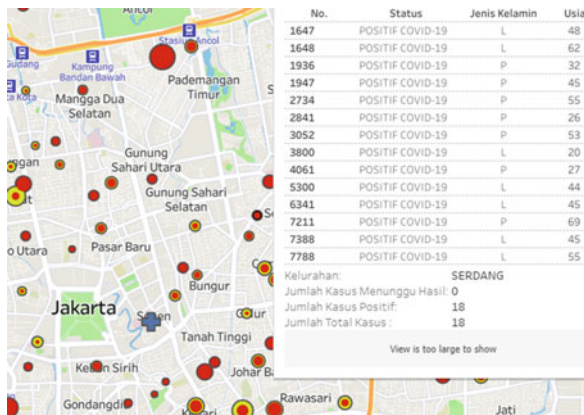 Ancol
Stasiun Ancol
Gudang
Kampung
Bandan Bawah
Pademangan
Timur
ta Kota
Mangga Dua
Selatan
Gunung
Sahari Utara
Gunung Sahari
Selatan
o Utara
Pasar Baru
Bungur
Jakarta
Tanah Tinggi
Johar Ba
Gondangdi
Rawasari
Jati
No. Status Jenis Kelamin Usia
1647 POSITIF COVID-19 L 48
1648 POSITIF COVID-19 L 62
1936 POSITIF COVID-19 P 32
1947 POSITIF COVID-19 P 45
2734 POSITIF COVID-19 P 55
2841 POSITIF COVID-19 P 26
3052 POSITIF COVID-19 P 53
3800 POSITIF COVID-19 L 20
4061 POSITIF COVID-19 P 27
5300 POSITIF COVID-19 L 44
6341 POSITIF COVID-19 L 45
7211 POSITIF COVID-19 P 69
7388 POSITIF COVID-19 L 45
7788 POSITIF COVID-19 L 55
Kelurahan: SERDANG
Jumlah Kasus Menunggu Hasil: 0
Jumlah Kasus Positif: 18
Jumlah Total Kasus : 18
View is too large to show